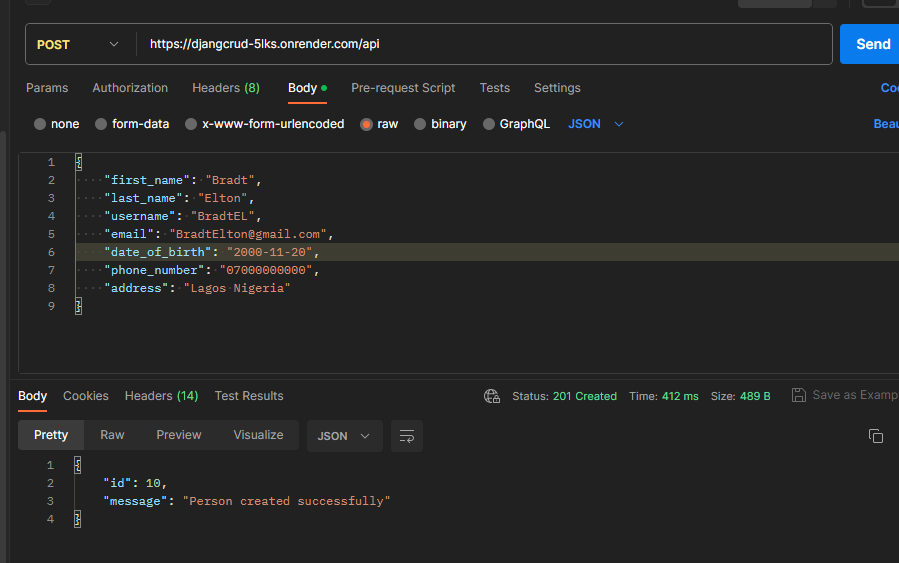 POST https://djangcrud-5lks.onrender.com/api Send
Params Authorization Headers (8) Body Pre-request Script Tests Settings
none form-data x-www-form-urlencoded raw binary GraphQL JSON
1 {
2 "first_name": "Bradt",
3 "last_name": "Elton",
4 "username": "BradtEL",
5 "email": "BradtElton@gmail.com",
6 "date_of_birth": "2000-11-20",
7 "phone_number": "07000000000",
8 "address": "Lagos Nigeria"
9 }
Body Cookies Headers (14) Test Results Status: 201 Created Time: 412 ms Size: 489 B Save as Examp
Pretty Raw Preview Visualize JSON
1 {
2 "id": 10,
3 "message": "Person created successfully"
4 }